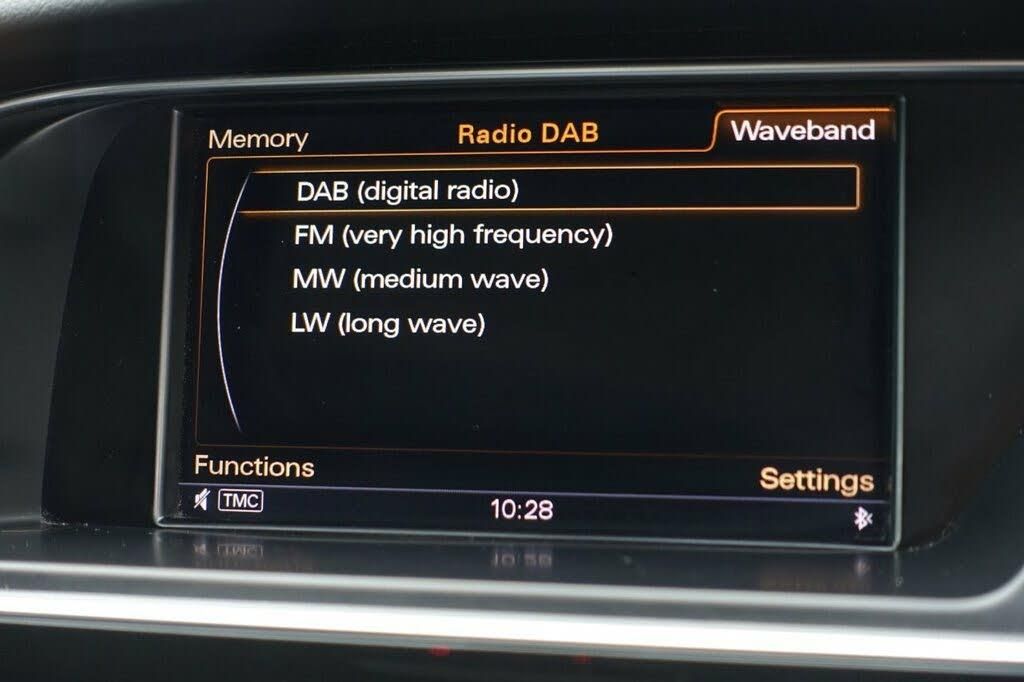 Memory Radio DAB Waveband
DAB (digital radio)
FM (very high frequency)
MW (medium wave)
LW (long wave)
Functions Settings
TMC 10:28